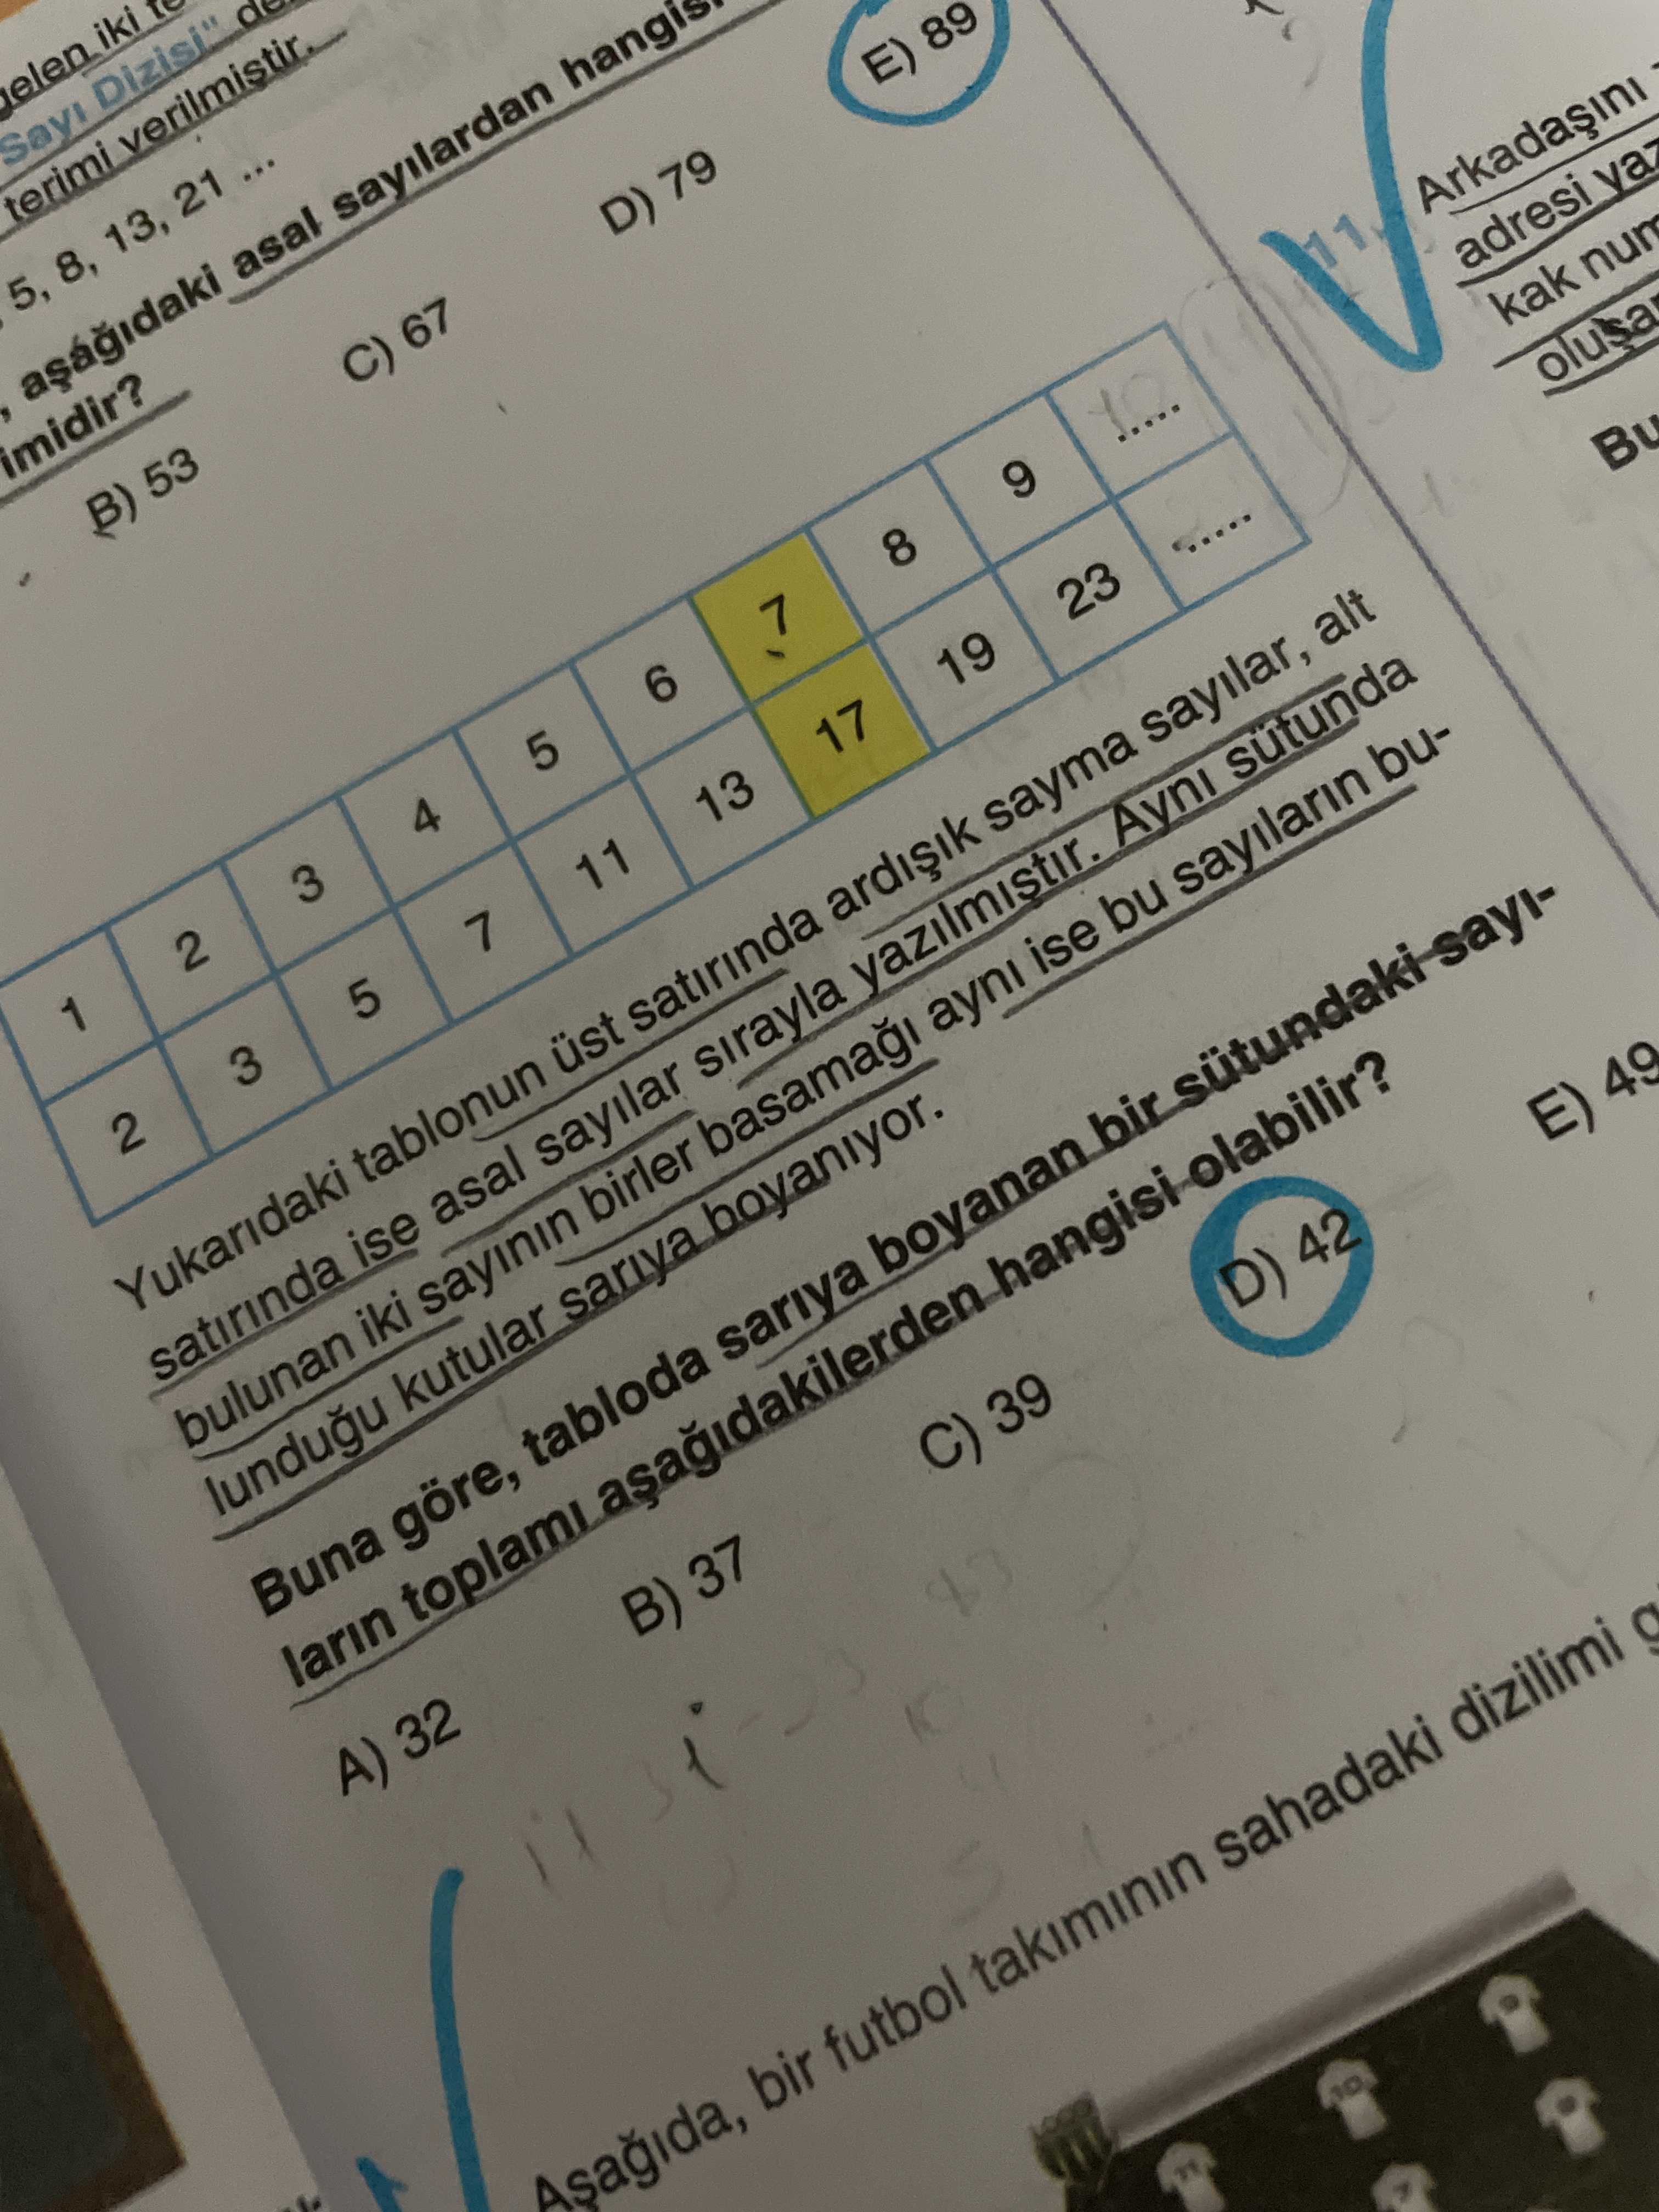 gelen iki
Sayı Dizisi"
terimi verilmiştir.
5, 8, 13, 21 ...
, aşağıdaki asal sayılardan hangisi
imidir?
B) 53
C) 67
D) 79
E) 89
1 2 3 4 5 6 7 8 9 .....
2 3 5 7 11 13 17 19 23 .....
Yukarıdaki tablonun üst satırında ardışık sayma sayılar, alt
satırında ise asal sayılar sırayla yazılmıştır. Aynı sütunda
bulunan iki sayının birler basamağı aynı ise bu sayıların bu-
lunduğu kutular sarıya boyanıyor.
Buna göre, tabloda sarıya boyanan bir sütundaki sayı-
ların toplamı aşağıdakilerden hangisi olabilir?
A) 32
B) 37
C) 39
D) 42
E) 49
Aşağıda, bir futbol takımının sahadaki dizilimi
10
11
7
11.
Arkadaşını
adresi
kak
Bu